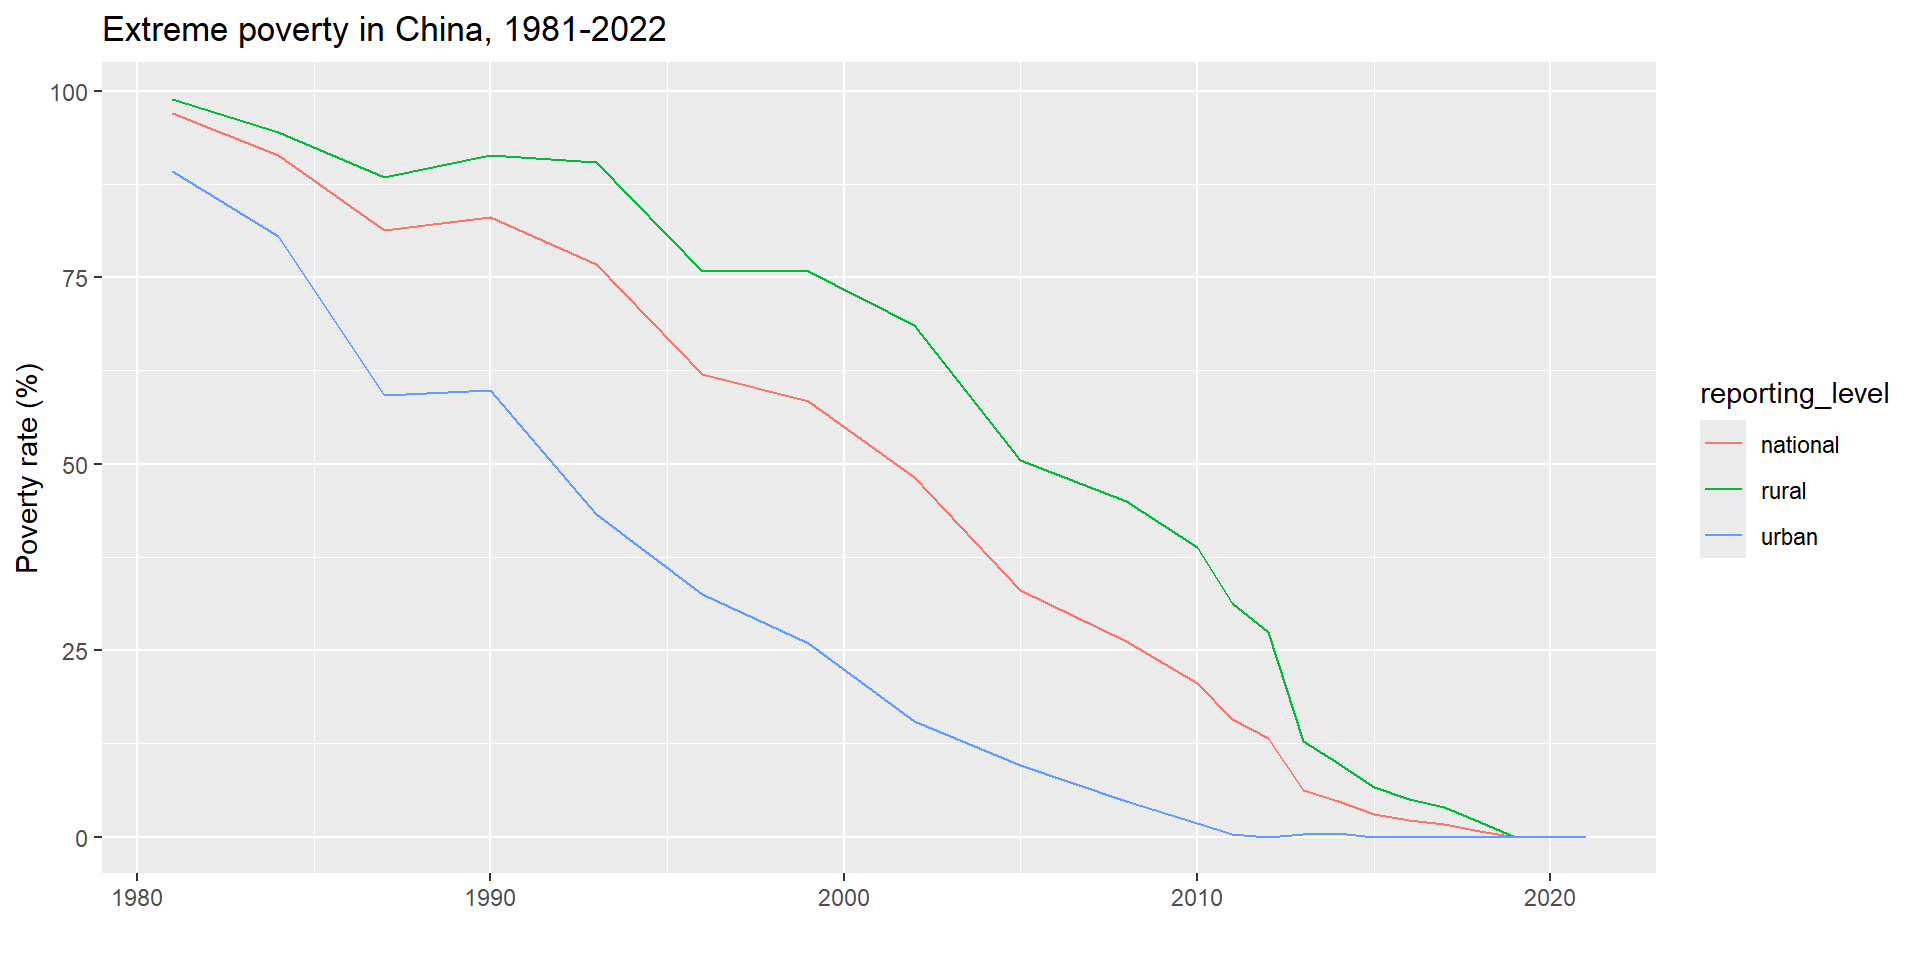 Extreme poverty in China, 1981-2022
Poverty rate (%)
100
75
50
25
0
1980 1990 2000 2010 2020
reporting_level
national
rural
urban